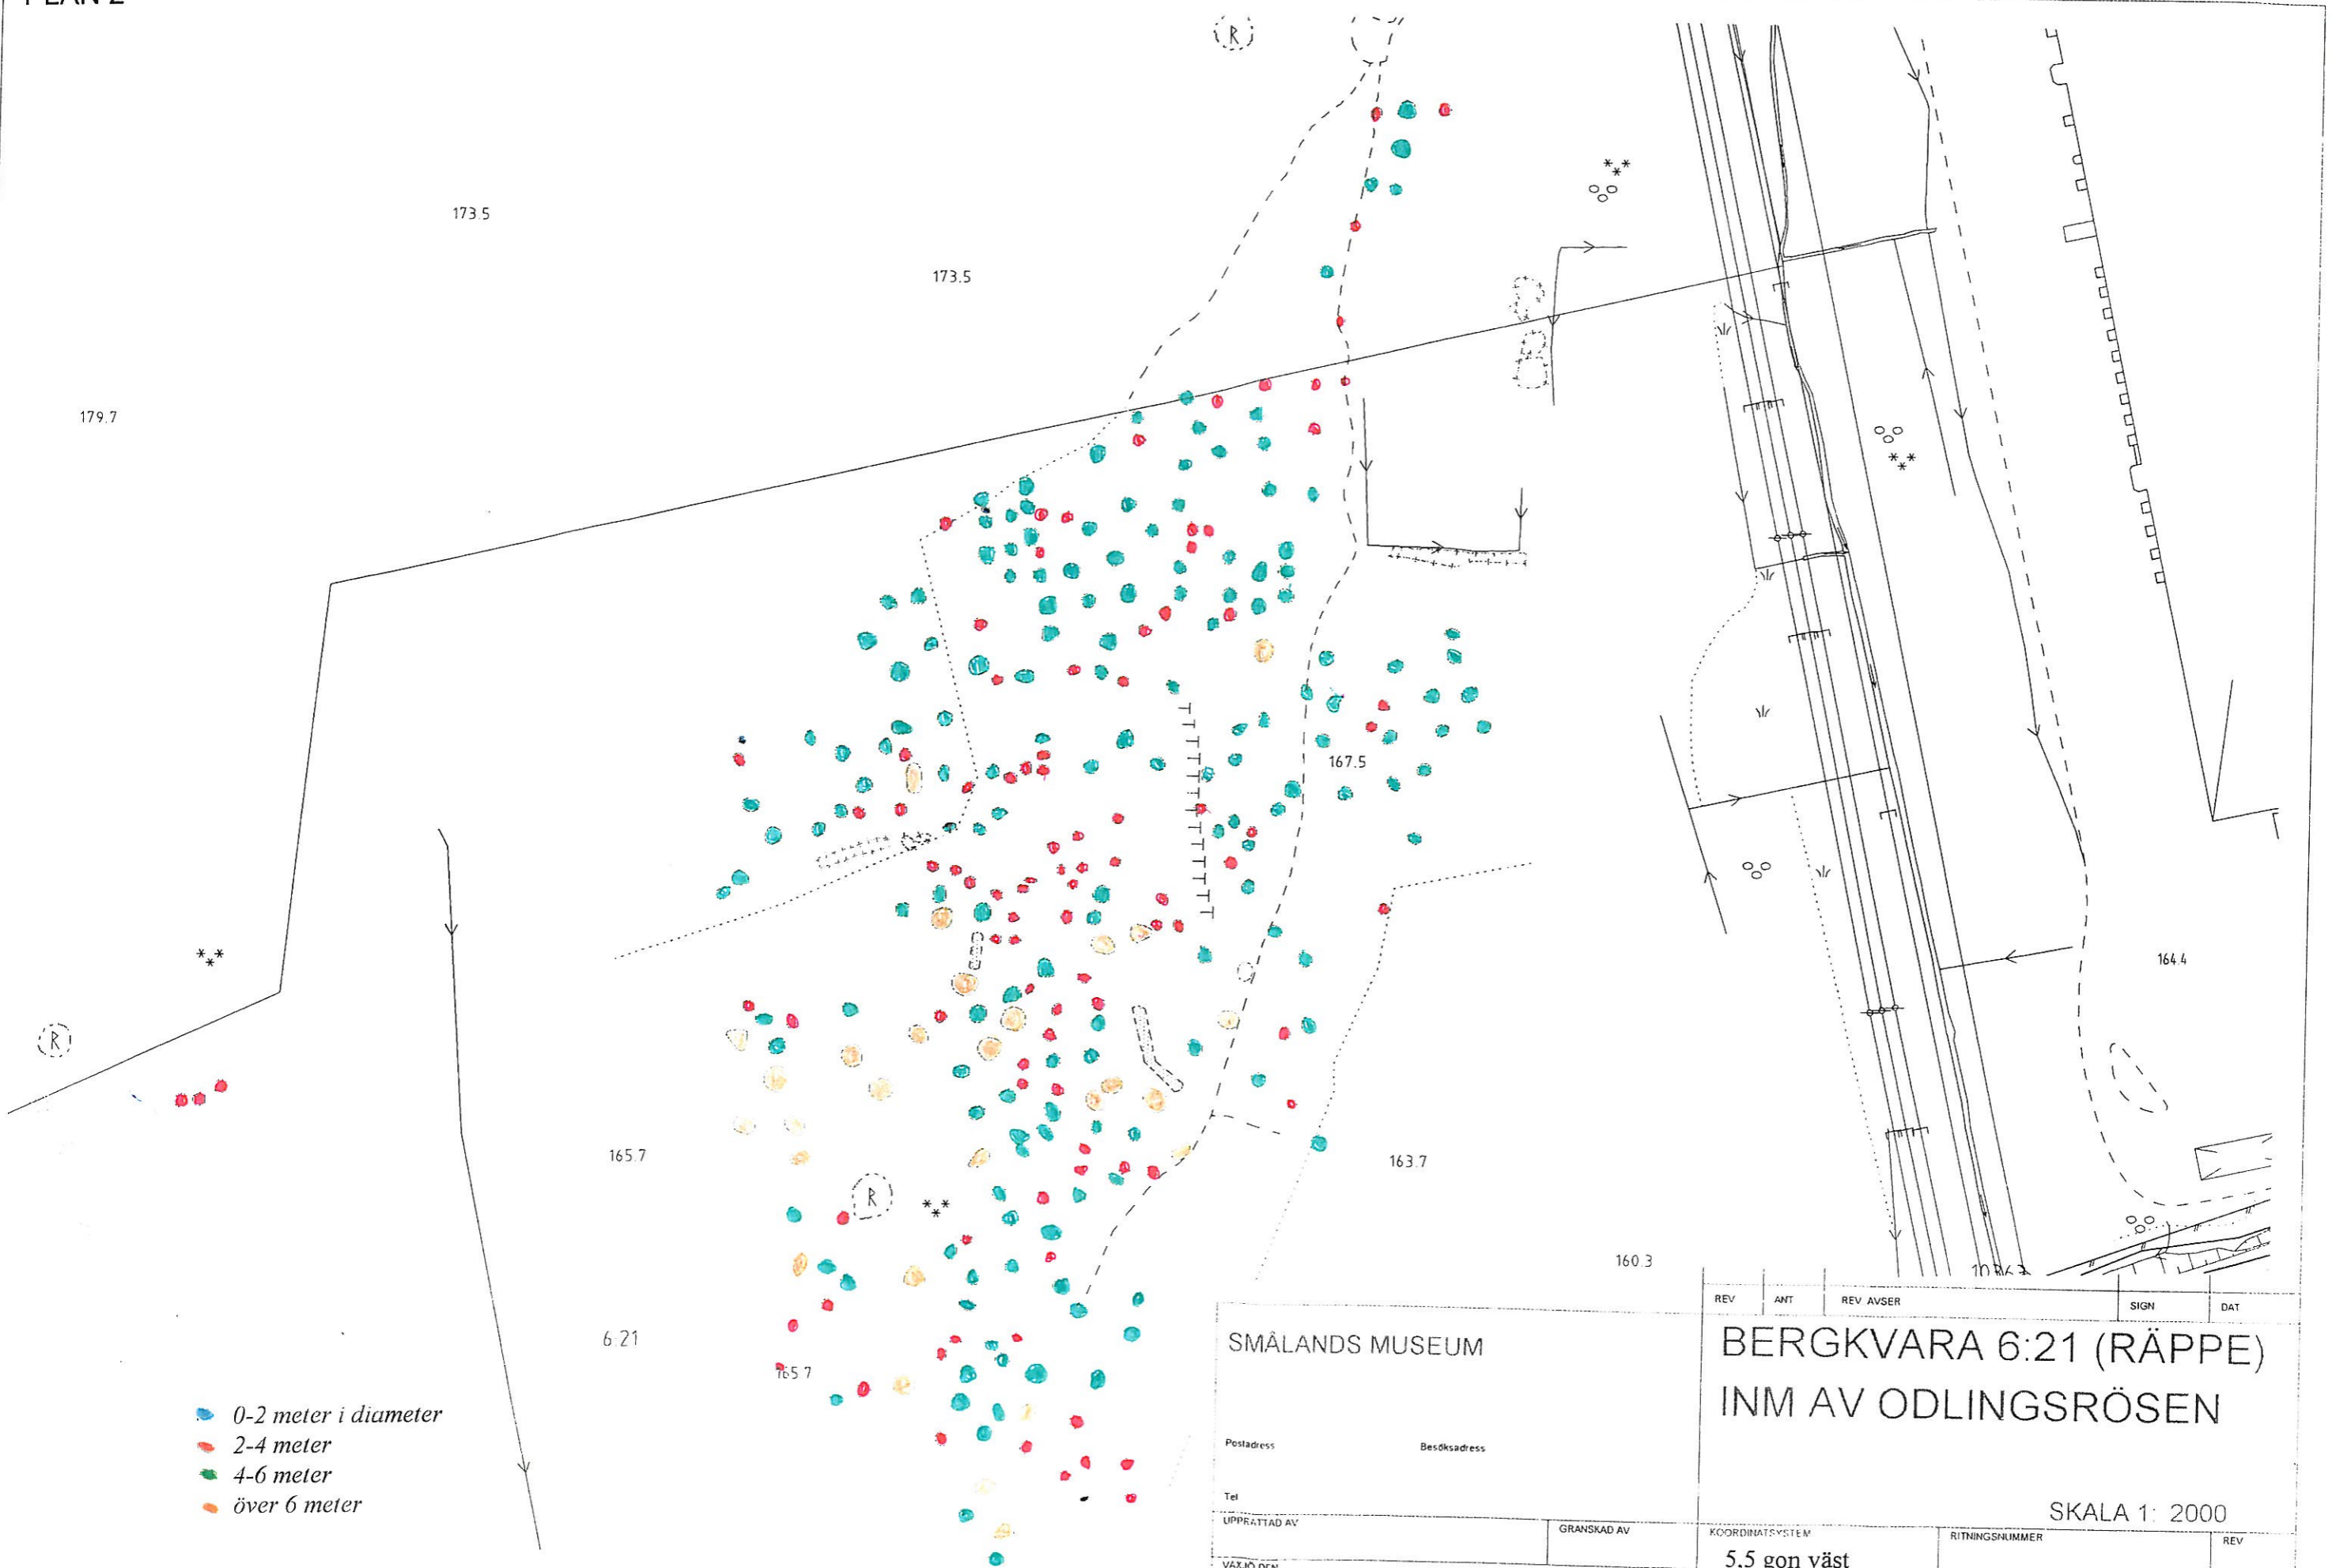 PLAN 2
R
173.5
173.5
179.7
167.5
164.4
R
165.7
163.7
R
160.3
6:21
165.7
0-2 meter i diameter
2-4 meter
4-6 meter
över 6 meter
REV ANT REV AVSER SIGN DAT
SMÅLANDS MUSEUM
BERGKVARA 6:21 (RÄPPE)
INM AV ODLINGSRÖSEN
Postadress Besöksadress
Tel
SKALA 1: 2000
UPPRÄTTAD AV GRANSKAD AV KOORDINATSYSTEM RITNINGSNUMMER REV
5,5 gon väst
VÄXJÖ DEN